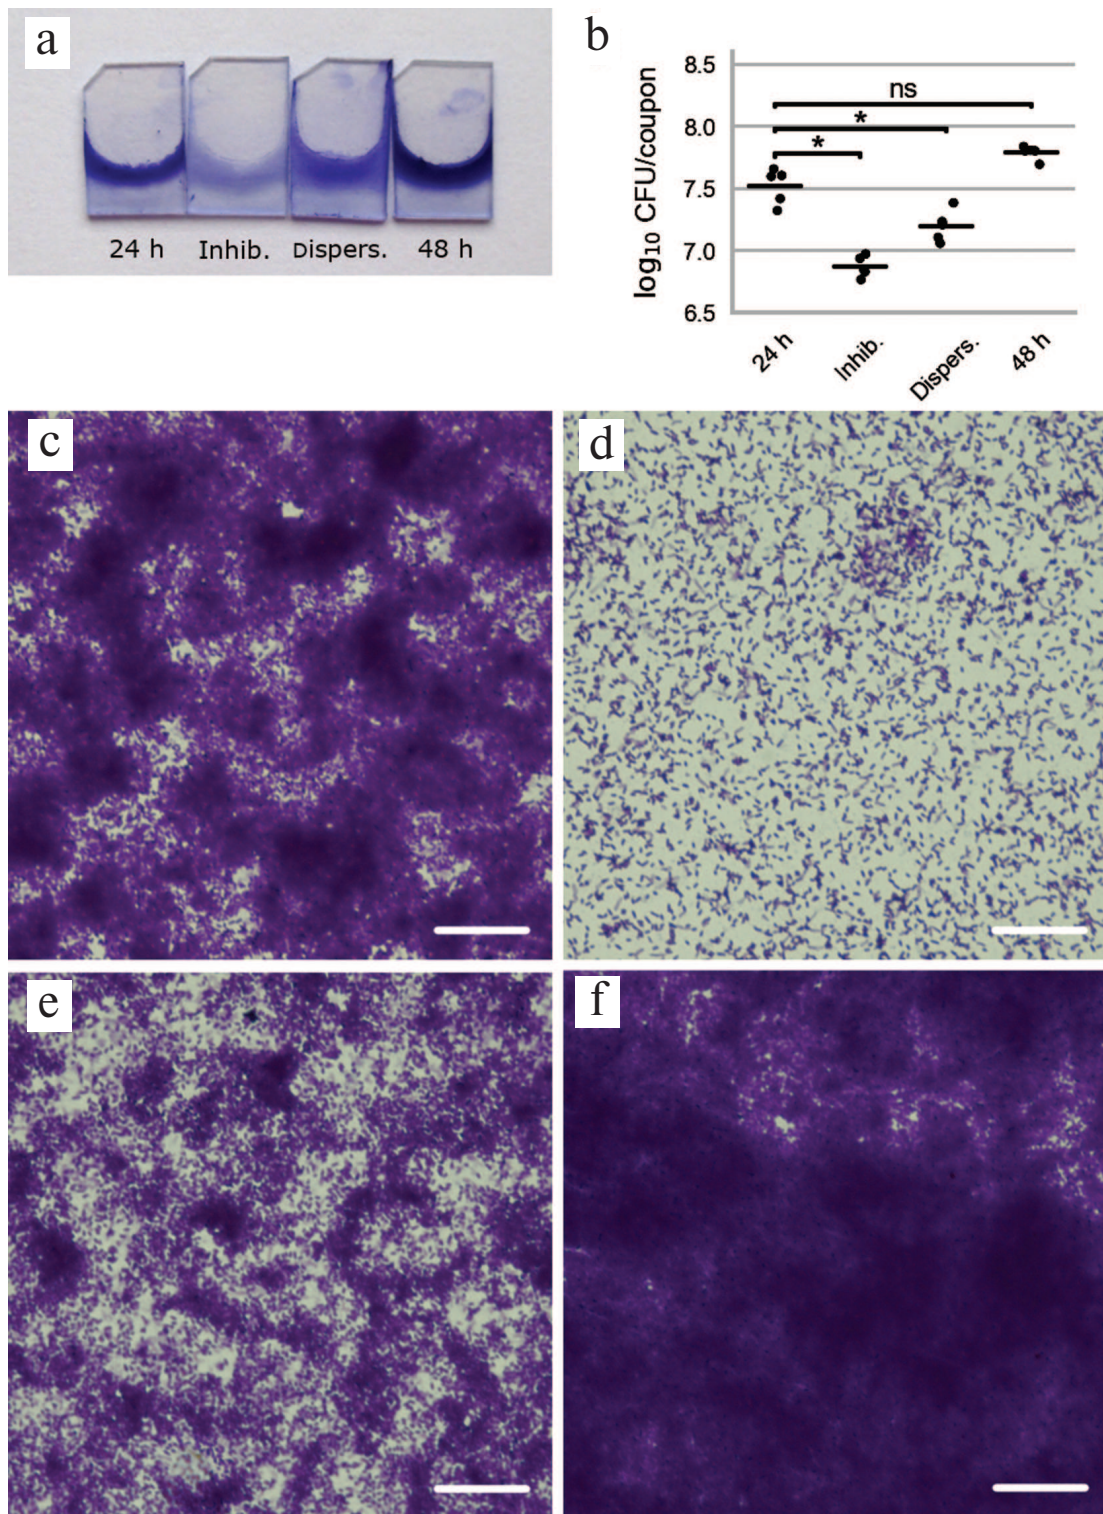 a
24 h
Inhib.
Dispers.
48 h
b
log10 CFU/coupon
8.5
8.0
7.5
7.0
6.5
ns
*
*
24 h
Inhib.
Dispers.
48 h
c
d
e
f